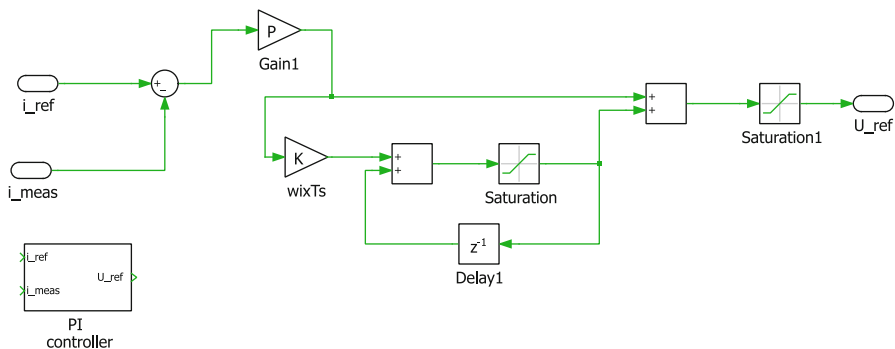 P
Gain1
i_ref
+
-
i_meas
K
wixTs
+
+
Saturation
z-1
Delay1
+
+
Saturation1
U_ref
i_ref
i_meas
U_ref
PI
controller